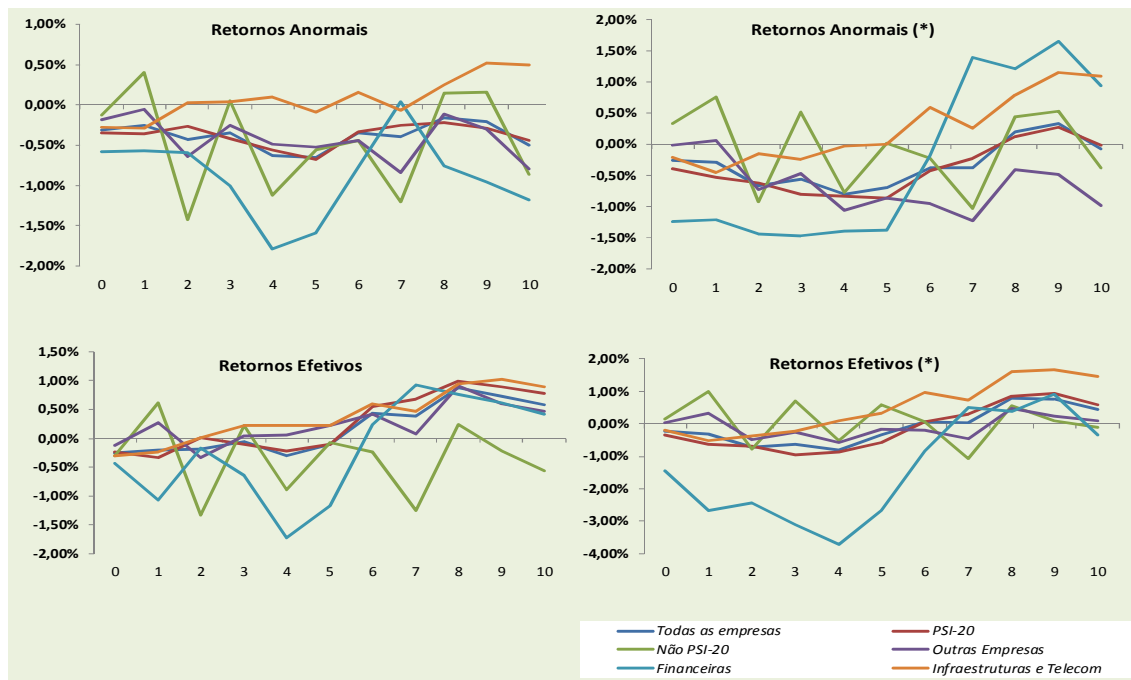 Retornos Anormais
1,00%
0,50%
0,00%
-0,50%
-1,00%
-1,50%
-2,00%
0 1 2 3 4 5 6 7 8 9 10
Retornos Anormais (*)
2,00%
1,50%
1,00%
0,50%
0,00%
-0,50%
-1,00%
-1,50%
-2,00%
0 1 2 3 4 5 6 7 8 9 10
Retornos Efetivos
1,50%
1,00%
0,50%
0,00%
-0,50%
-1,00%
-1,50%
-2,00%
0 1 2 3 4 5 6 7 8 9 10
Retornos Efetivos (*)
2,00%
1,00%
0,00%
-1,00%
-2,00%
-3,00%
-4,00%
0 1 2 3 4 5 6 7 8 9 10
Todas as empresas PSI-20
Não PSI-20 Outras Empresas
Financeiras Infraestruturas e Telecom